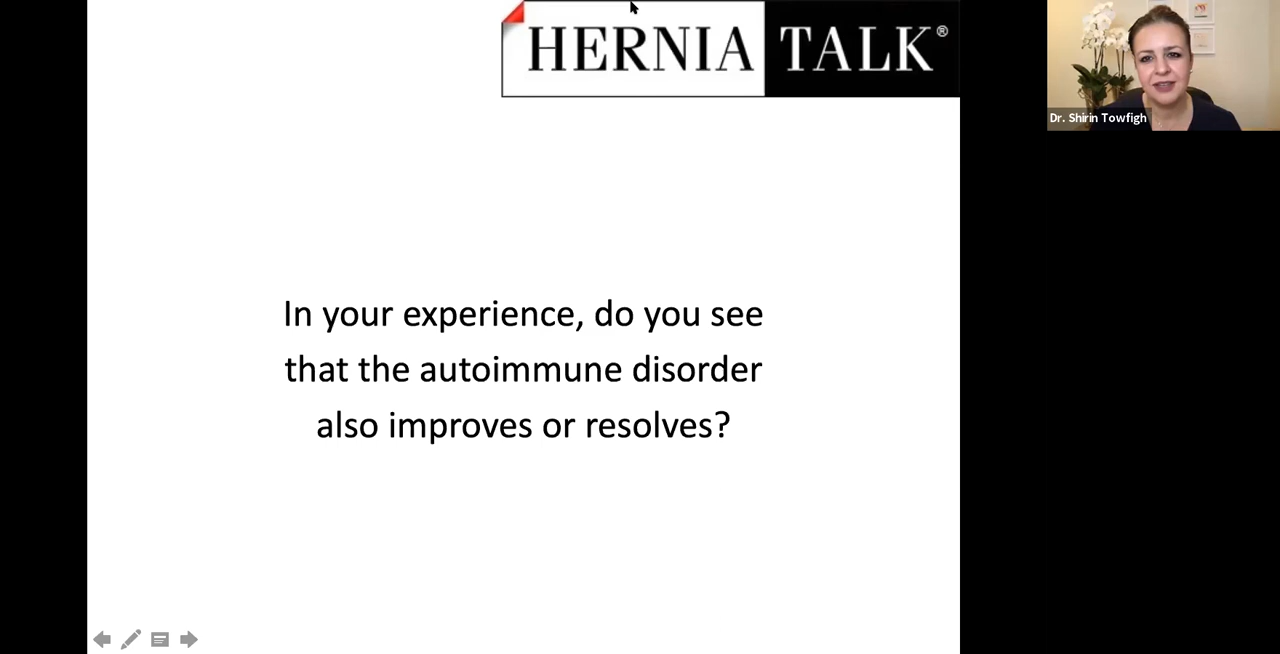 HERNIA TALK®
Dr. Shirin Towfigh
In your experience, do you see
that the autoimmune disorder
also improves or resolves?